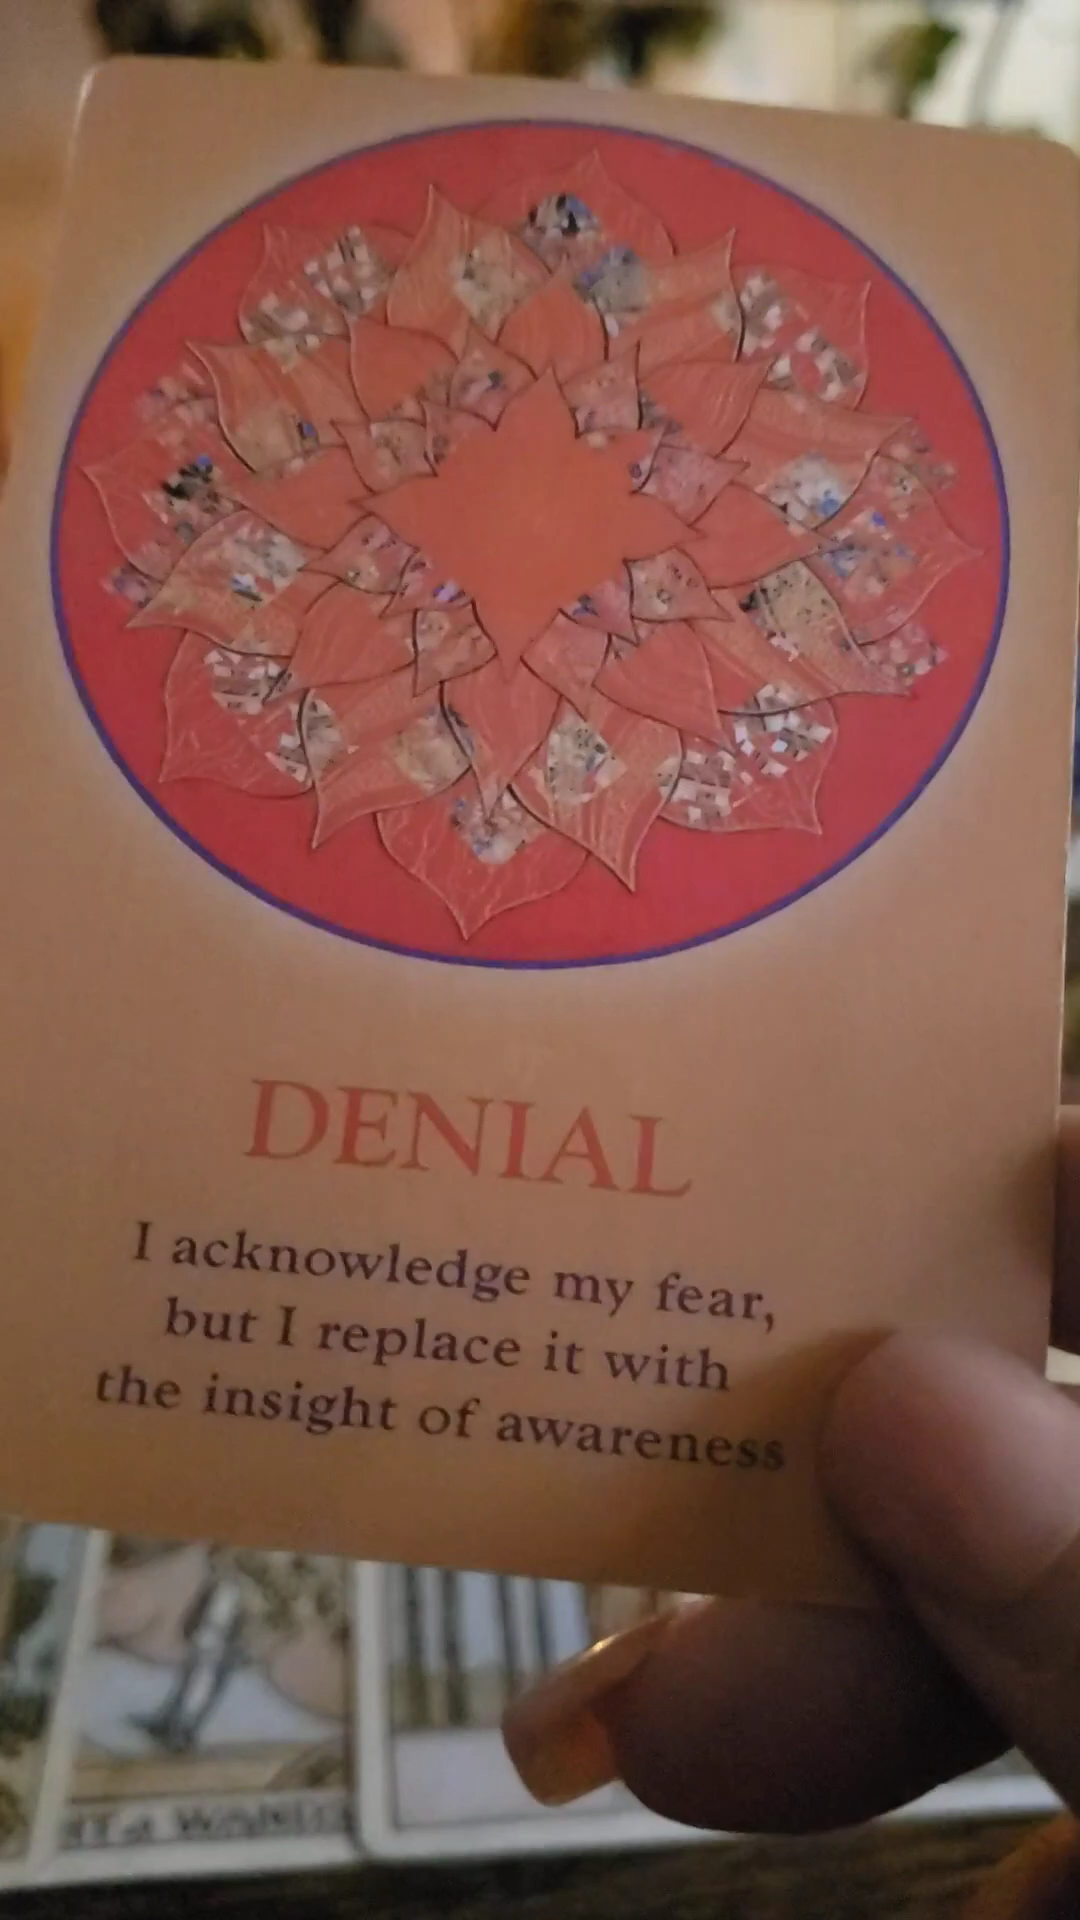 DENIAL
I acknowledge my fear,
but I replace it with
the insight of awareness